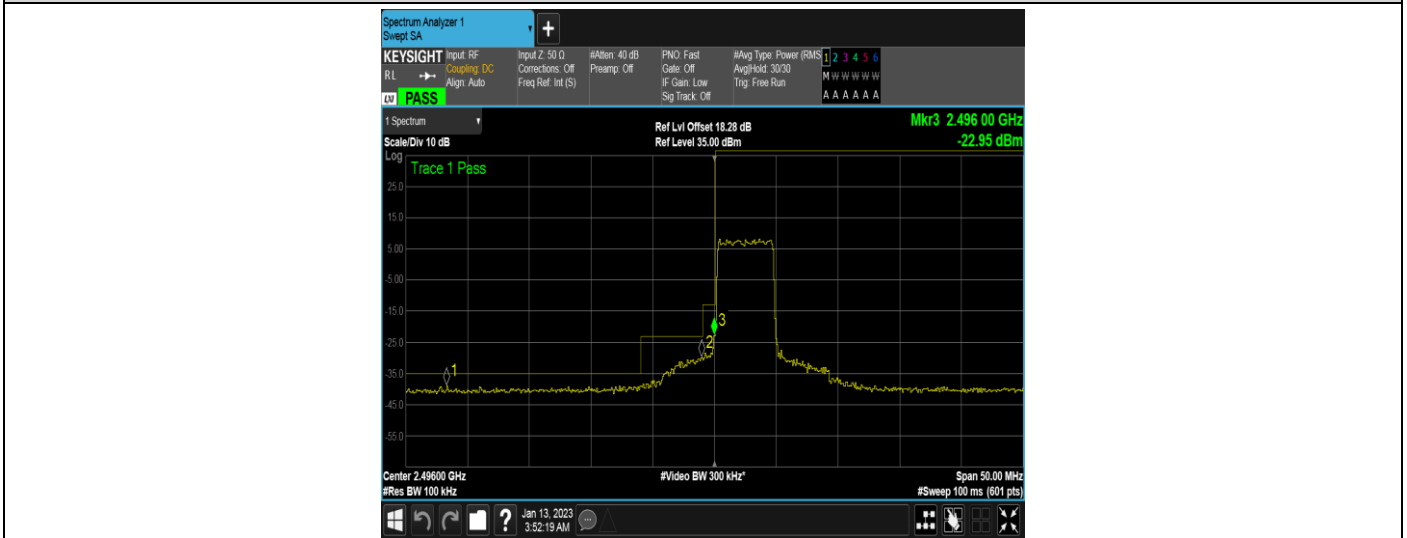 Spectrum Analyzer 1
Swept SA
KEYSIGHT
RL
LXI PASS
Input: RF
Coupling: DC
Align: Auto
Input Z: 50 Ω
Corrections: Off
Freq Ref: Int (S)
#Atten: 40 dB
Preamp: Off
PNO: Fast
Gate: Off
IF Gain: Low
Sig Track: Off
#Avg Type: Power (RMS
Avg|Hold: 30/30
Trig: Free Run
1 2 3 4 5 6
M W W W W W
A A A A A A
1 Spectrum
Scale/Div 10 dB
Ref Lvl Offset 18.28 dB
Ref Level 35.00 dBm
Mkr3 2.496 00 GHz
-22.95 dBm
Log
Trace 1 Pass
25.0
15.0
5.00
-5.00
-15.0
3
-25.0
2
-35.0
1
-45.0
-55.0
Center 2.49600 GHz
#Video BW 300 kHz*
Span 50.00 MHz
#Res BW 100 kHz
#Sweep 100 ms (601 pts)
?
Jan 13, 2023
3:52:19 AM